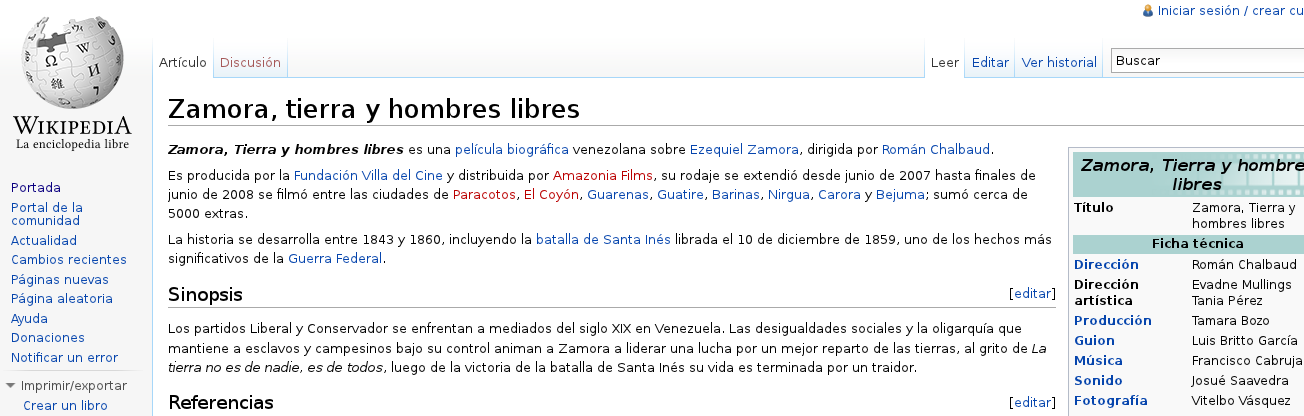 Iniciar sesión / crear cu
Artículo Discusión Leer Editar Ver historial Buscar
WIKIPEDIA
La enciclopedia libre
Portada
Portal de la
comunidad
Actualidad
Cambios recientes
Páginas nuevas
Página aleatoria
Ayuda
Donaciones
Notificar un error
Imprimir/exportar
Crear un libro
Zamora, tierra y hombres libres
Zamora, Tierra y hombres libres es una película biográfica venezolana sobre Ezequiel Zamora, dirigida por Román Chalbaud.
Es producida por la Fundación Villa del Cine y distribuida por Amazonia Films, su rodaje se extendió desde junio de 2007 hasta finales de
junio de 2008 se filmó entre las ciudades de Paracotos, El Coyón, Guarenas, Guatire, Barinas, Nirgua, Carora y Bejuma; sumó cerca de
5000 extras.
La historia se desarrolla entre 1843 y 1860, incluyendo la batalla de Santa Inés librada el 10 de diciembre de 1859, uno de los hechos más
significativos de la Guerra Federal.
Sinopsis [editar]
Los partidos Liberal y Conservador se enfrentan a mediados del siglo XIX en Venezuela. Las desigualdades sociales y la oligarquía que
mantiene a esclavos y campesinos bajo su control animan a Zamora a liderar una lucha por un mejor reparto de las tierras, al grito de La
tierra no es de nadie, es de todos, luego de la victoria de la batalla de Santa Inés su vida es terminada por un traidor.
Referencias [editar]
Zamora, Tierra y hombre
libres
Título Zamora, Tierra y
hombres libres
Ficha técnica
Dirección Román Chalbaud
Dirección Evadne Mullings
artística Tania Pérez
Producción Tamara Bozo
Guion Luis Britto García
Música Francisco Cabruja
Sonido Josué Saavedra
Fotografía Vitelbo Vásquez